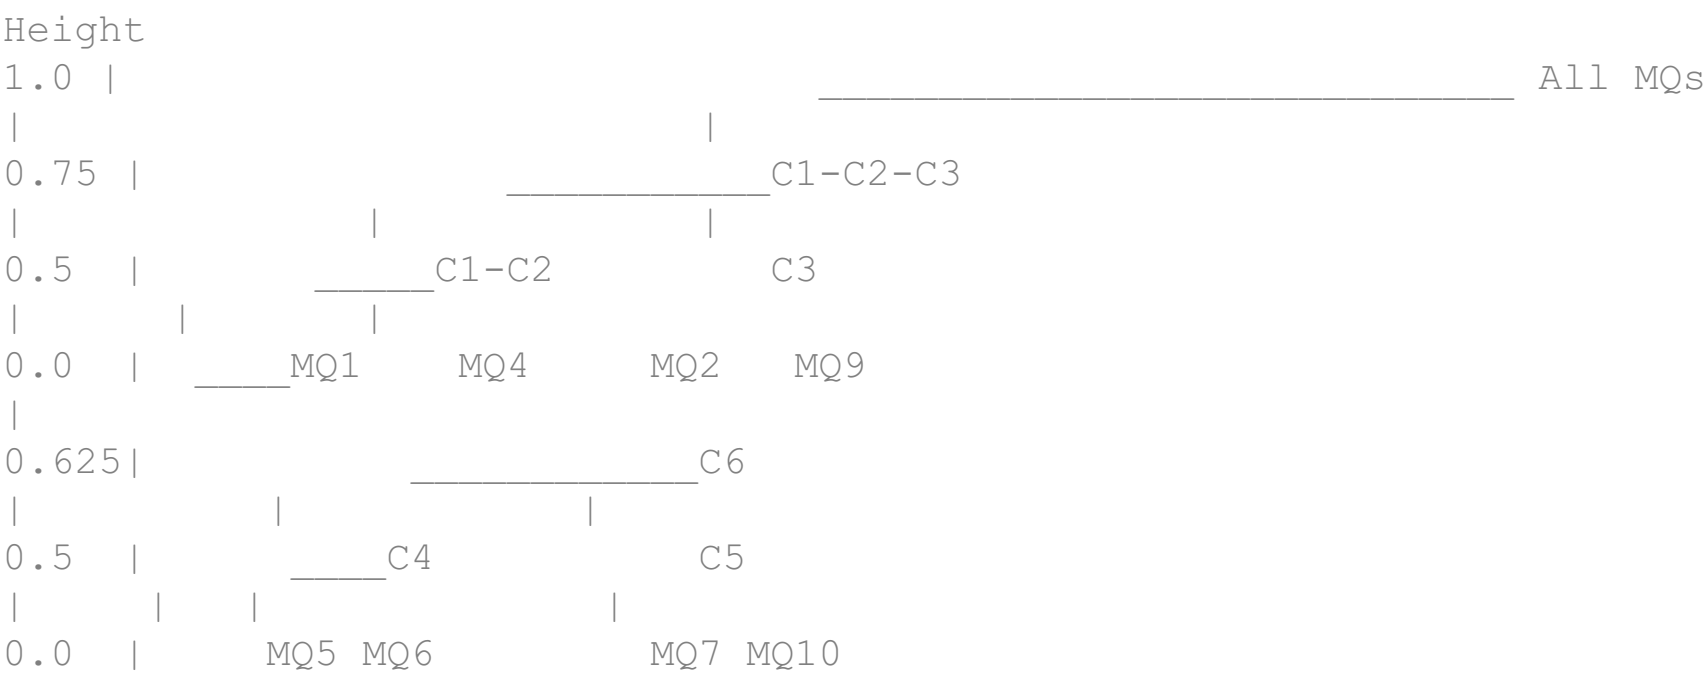 Height
1.0 |                             _____________________________ All MQs
|                            |
0.75 |               ___________C1-C2-C3
|              |             |
0.5  |       _____C1-C2         C3
|      |       |
0.0  |  ____MQ1    MQ4     MQ2   MQ9
|
0.625|           ____________C6
|          |            |
0.5  |      ____C4           C5
|     |   |              |
0.0  |     MQ5 MQ6         MQ7 MQ10